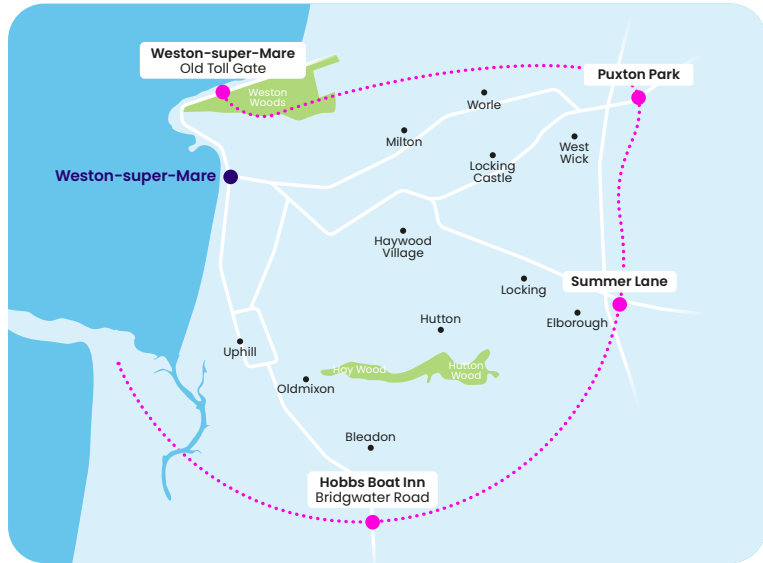 Weston-super-Mare
Old Toll Gate
Puxton Park
Weston
Woods
Worle
Milton
West
Wick
Locking
Castle
Weston-super-Mare
Haywood
Village
Summer Lane
Locking
Hutton
Elborough
Uphill
Hay Wood
Hutton
Wood
Oldmixon
Bleadon
Hobbs Boat Inn
Bridgwater Road